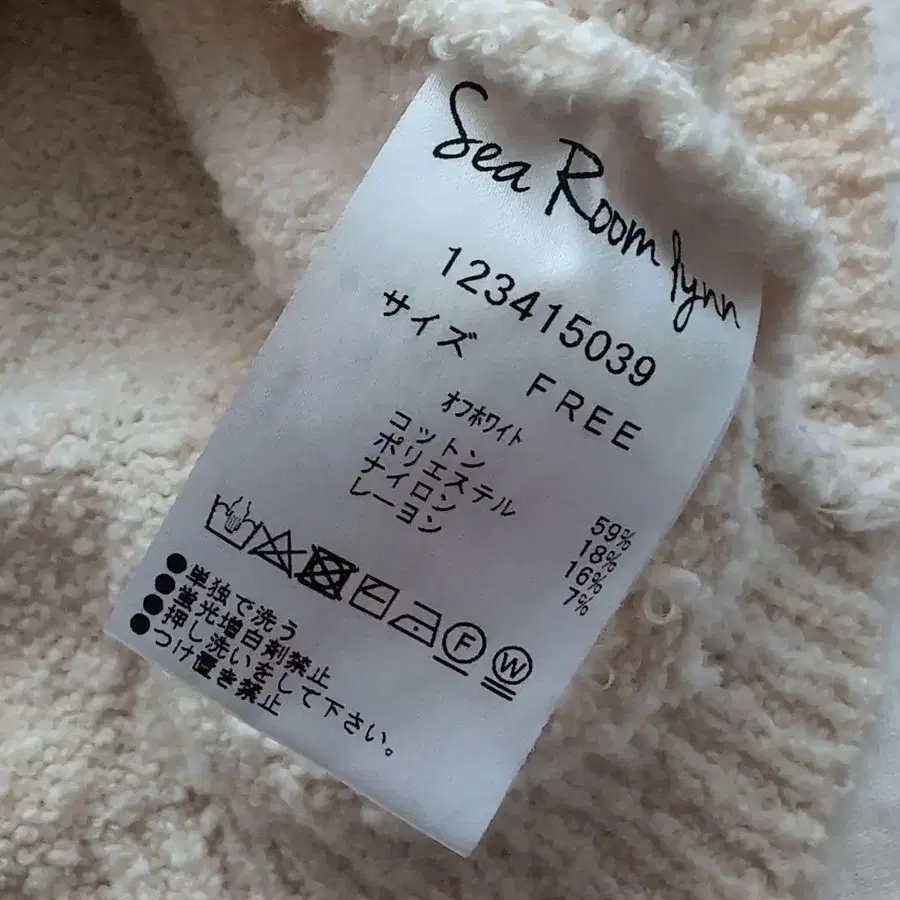 Sea Room lynn
123415039
サイズ FREE
オフホワイト
コットン 59%
ポリエステル 18%
ナイロン 16%
レーヨン 7%
F W
●単独で洗う
●蛍光増白剤禁止
●押し洗いをして下さい。
●つけ置き禁止